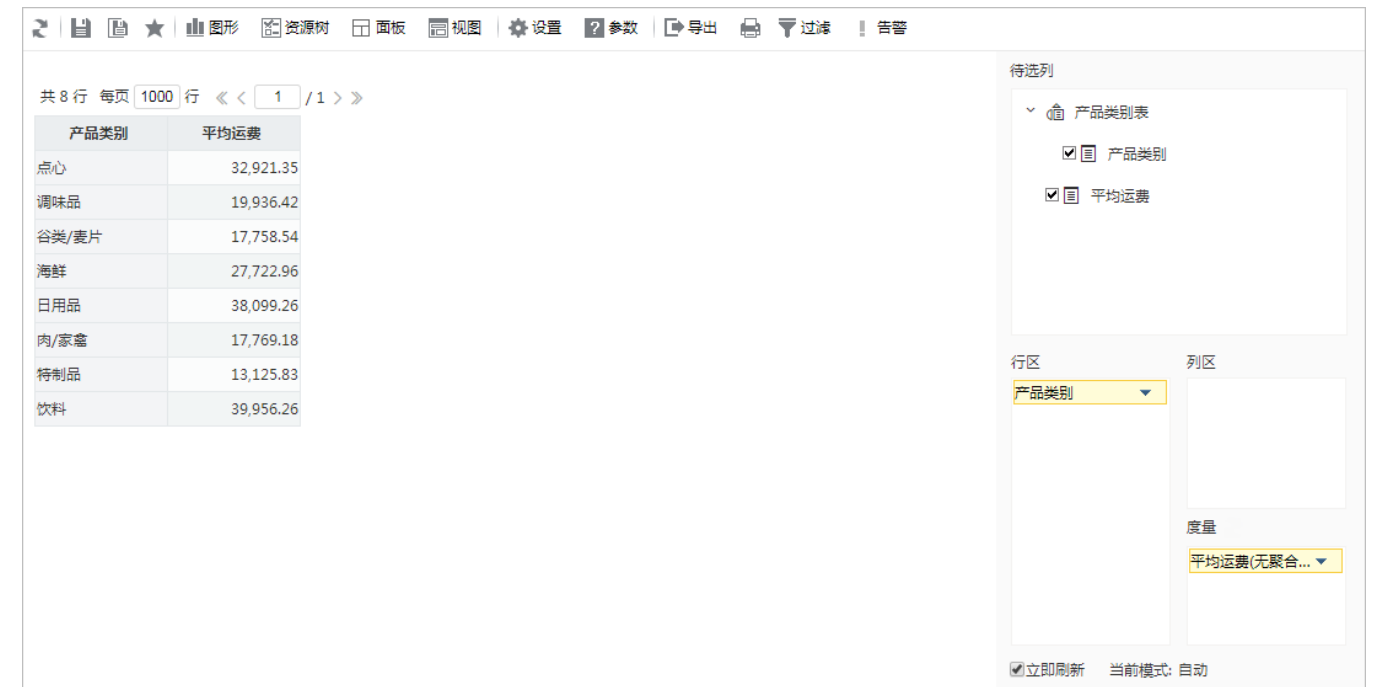 图形 资源树 面板 视图 设置 ? 参数 导出 过滤 告警
共 8 行 每页 1000 行 1 / 1
产品类别 平均运费
点心 32,921.35
调味品 19,936.42
谷类/麦片 17,758.54
海鲜 27,722.96
日用品 38,099.26
肉/家禽 17,769.18
特制品 13,125.83
饮料 39,956.26
待选列
产品类别表
产品类别
平均运费
行区
产品类别
列区
度量
平均运费(无聚合...
立即刷新 当前模式: 自动